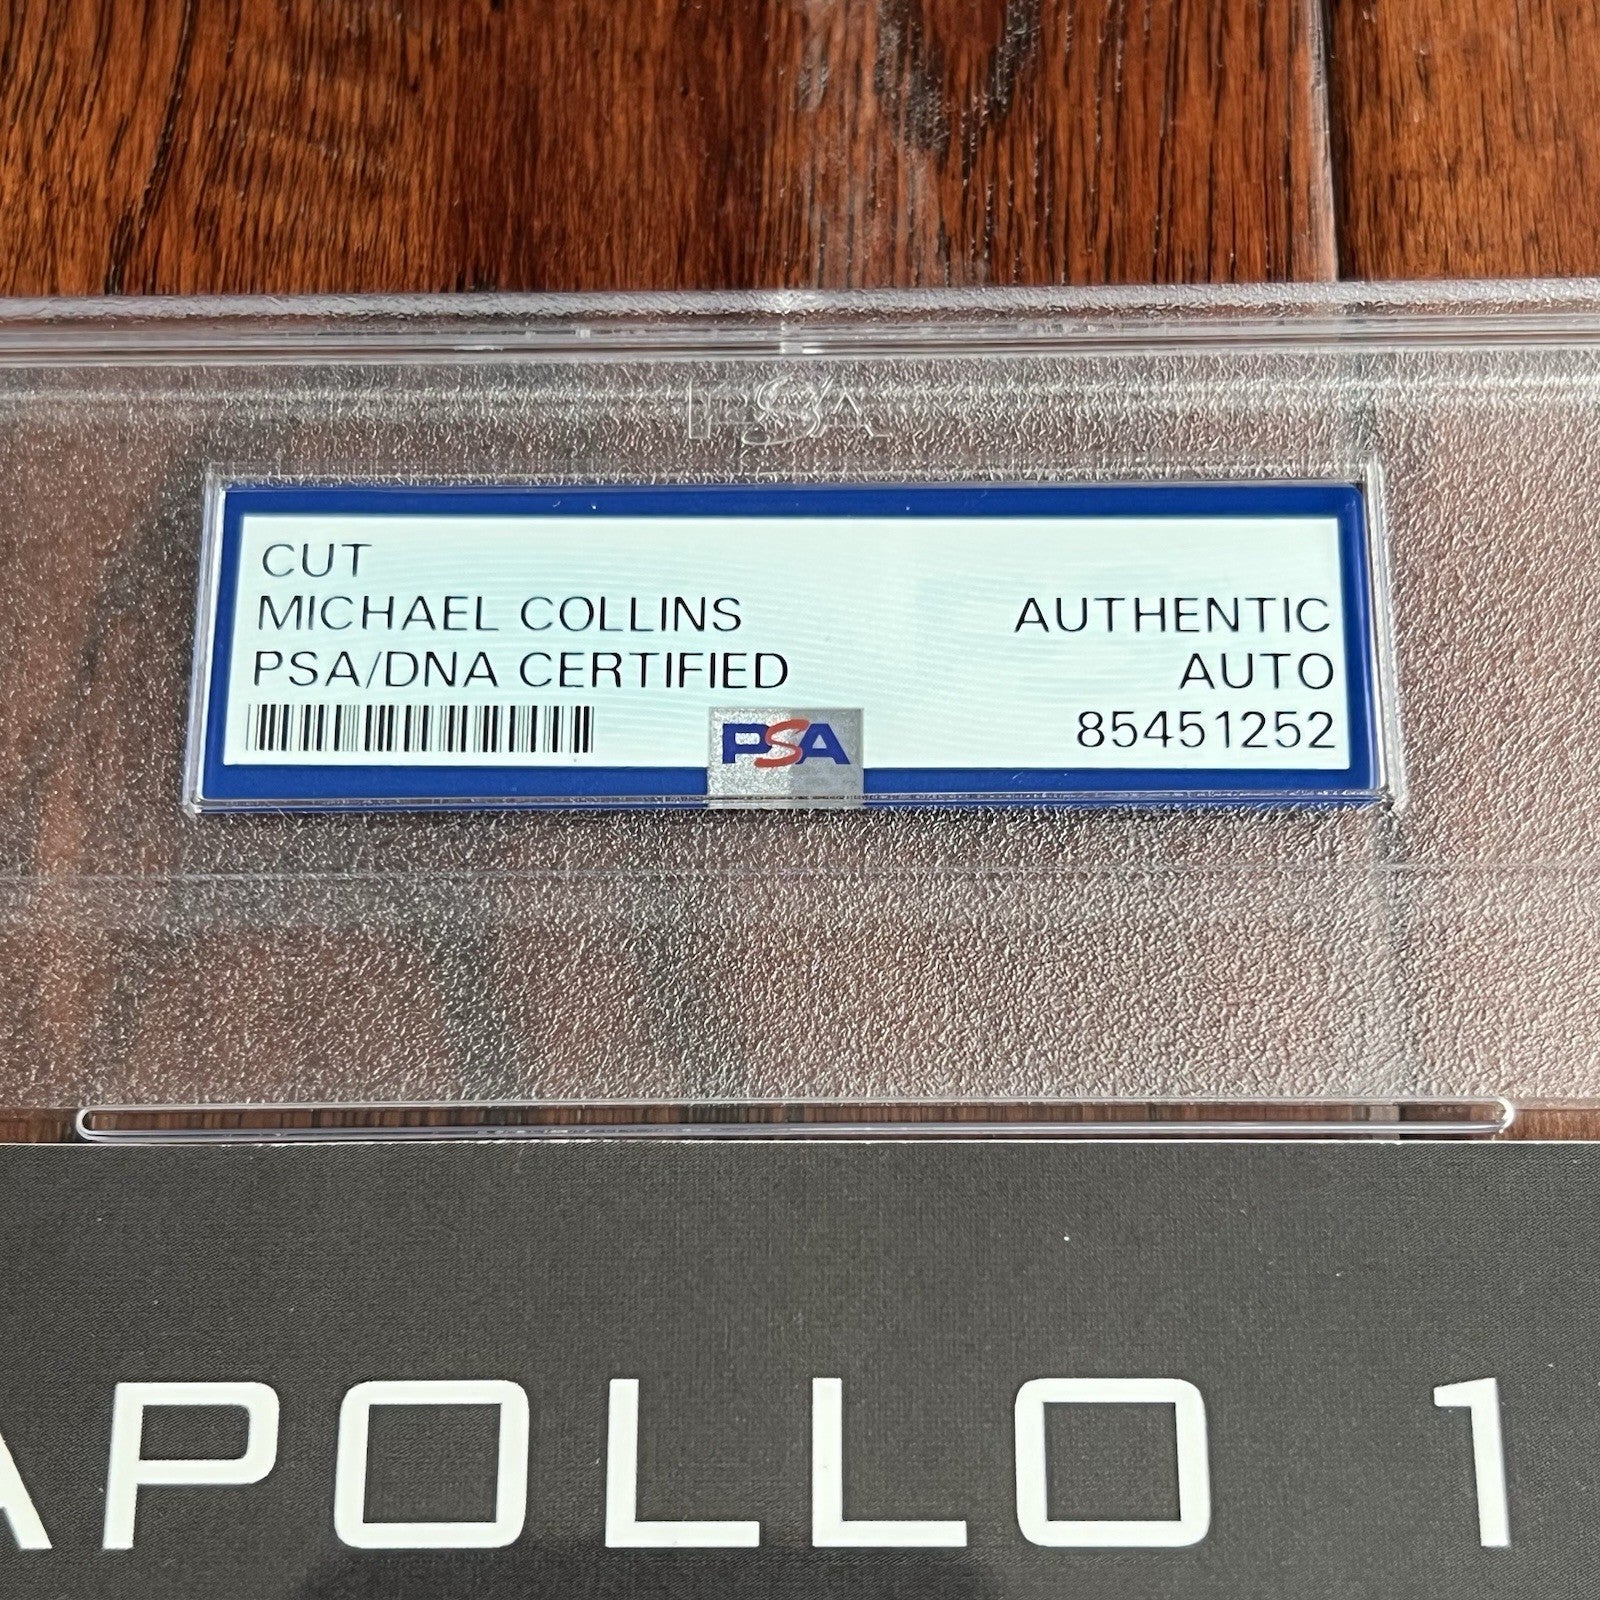 PSA
CUT
MICHAEL COLLINS
PSA/DNA CERTIFIED
AUTHENTIC
AUTO
85451252
PSA
APOLLO 1